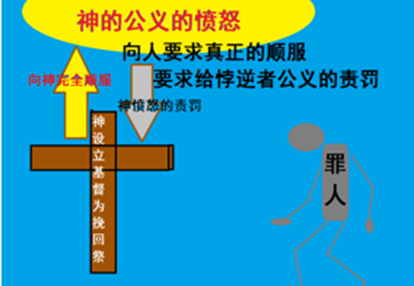 神的公义的愤怒
向人要求真正的顺服
向神完全顺服
要求给悖逆者公义的责罚
神愤怒的责罚
神设立基督为挽回祭
罪人